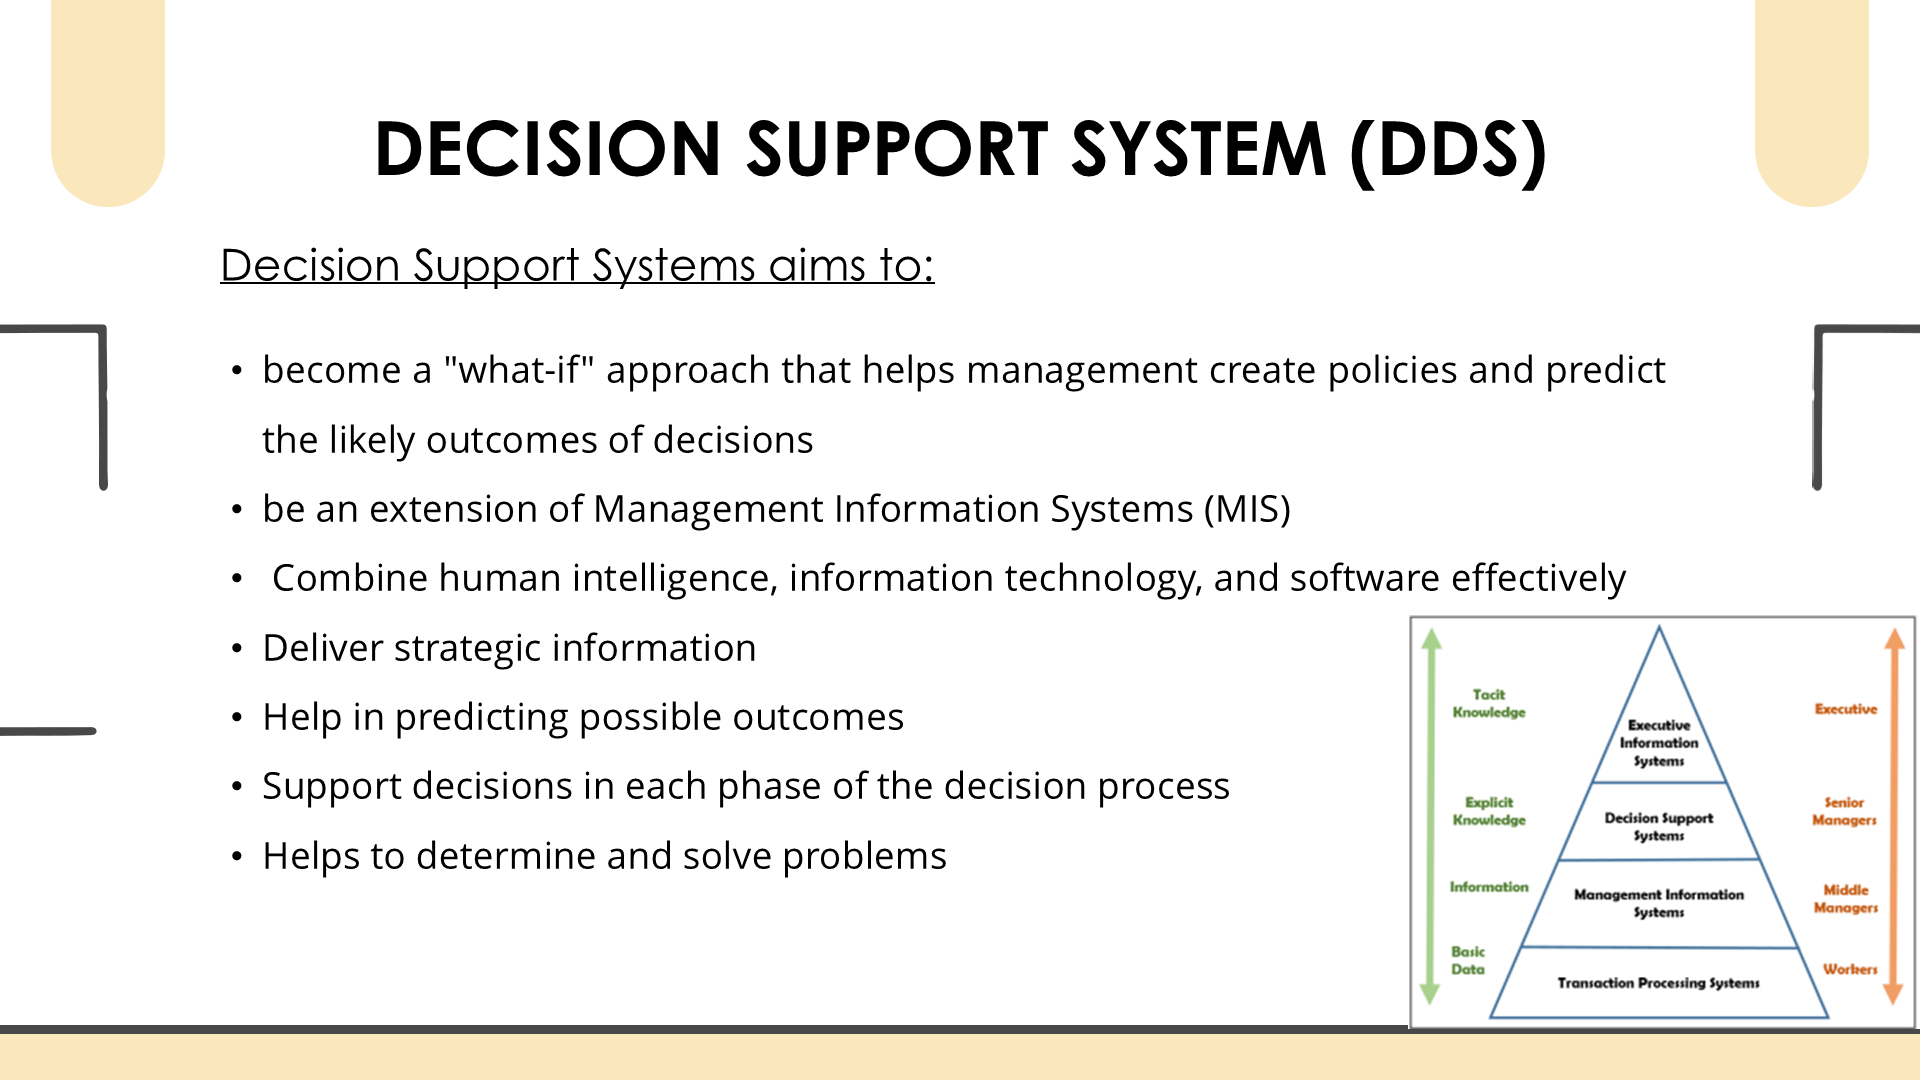 DECISION SUPPORT SYSTEM (DDS)
Decision Support Systems aims to:
• become a "what-if" approach that helps management create policies and predict
the likely outcomes of decisions
• be an extension of Management Information Systems (MIS)
• Combine human intelligence, information technology, and software effectively
• Deliver strategic information
• Help in predicting possible outcomes
• Support decisions in each phase of the decision process
• Helps to determine and solve problems
Tacit
Knowledge
Explicit
Knowledge
Information
Basic
Data
Executive
Information
Systems
Decision Support
Systems
Management Information
Systems
Transaction Processing Systems
Executive
Senior
Managers
Middle
Managers
Workers